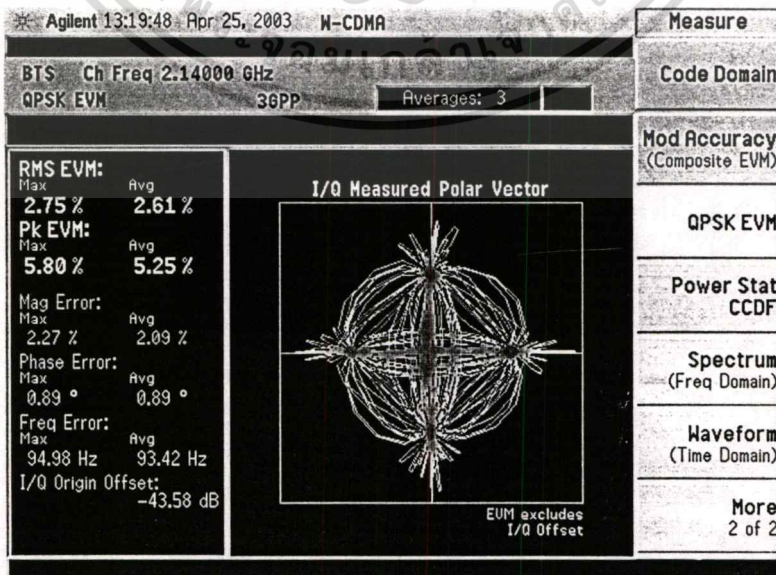 Agilent 13:19:48 Apr 25, 2003 W-CDMA
BTS Ch Freq 2.14000 GHz
QPSK EVM 3GPP Averages: 3
RMS EVM:
Max Avg
2.75 % 2.61 %
Pk EVM:
Max Avg
5.80 % 5.25 %
Mag Error:
Max Avg
2.27 % 2.09 %
Phase Error:
Max Avg
0.89 ° 0.89 °
Freq Error:
Max Avg
94.98 Hz 93.42 Hz
I/Q Origin Offset:
-43.58 dB
I/Q Measured Polar Vector
EVM excludes
I/Q Offset
Measure
Code Domain
Mod Accuracy
(Composite EVM)
QPSK EVM
Power Stat
CCDF
Spectrum
(Freq Domain)
Waveform
(Time Domain)
More
2 of 2